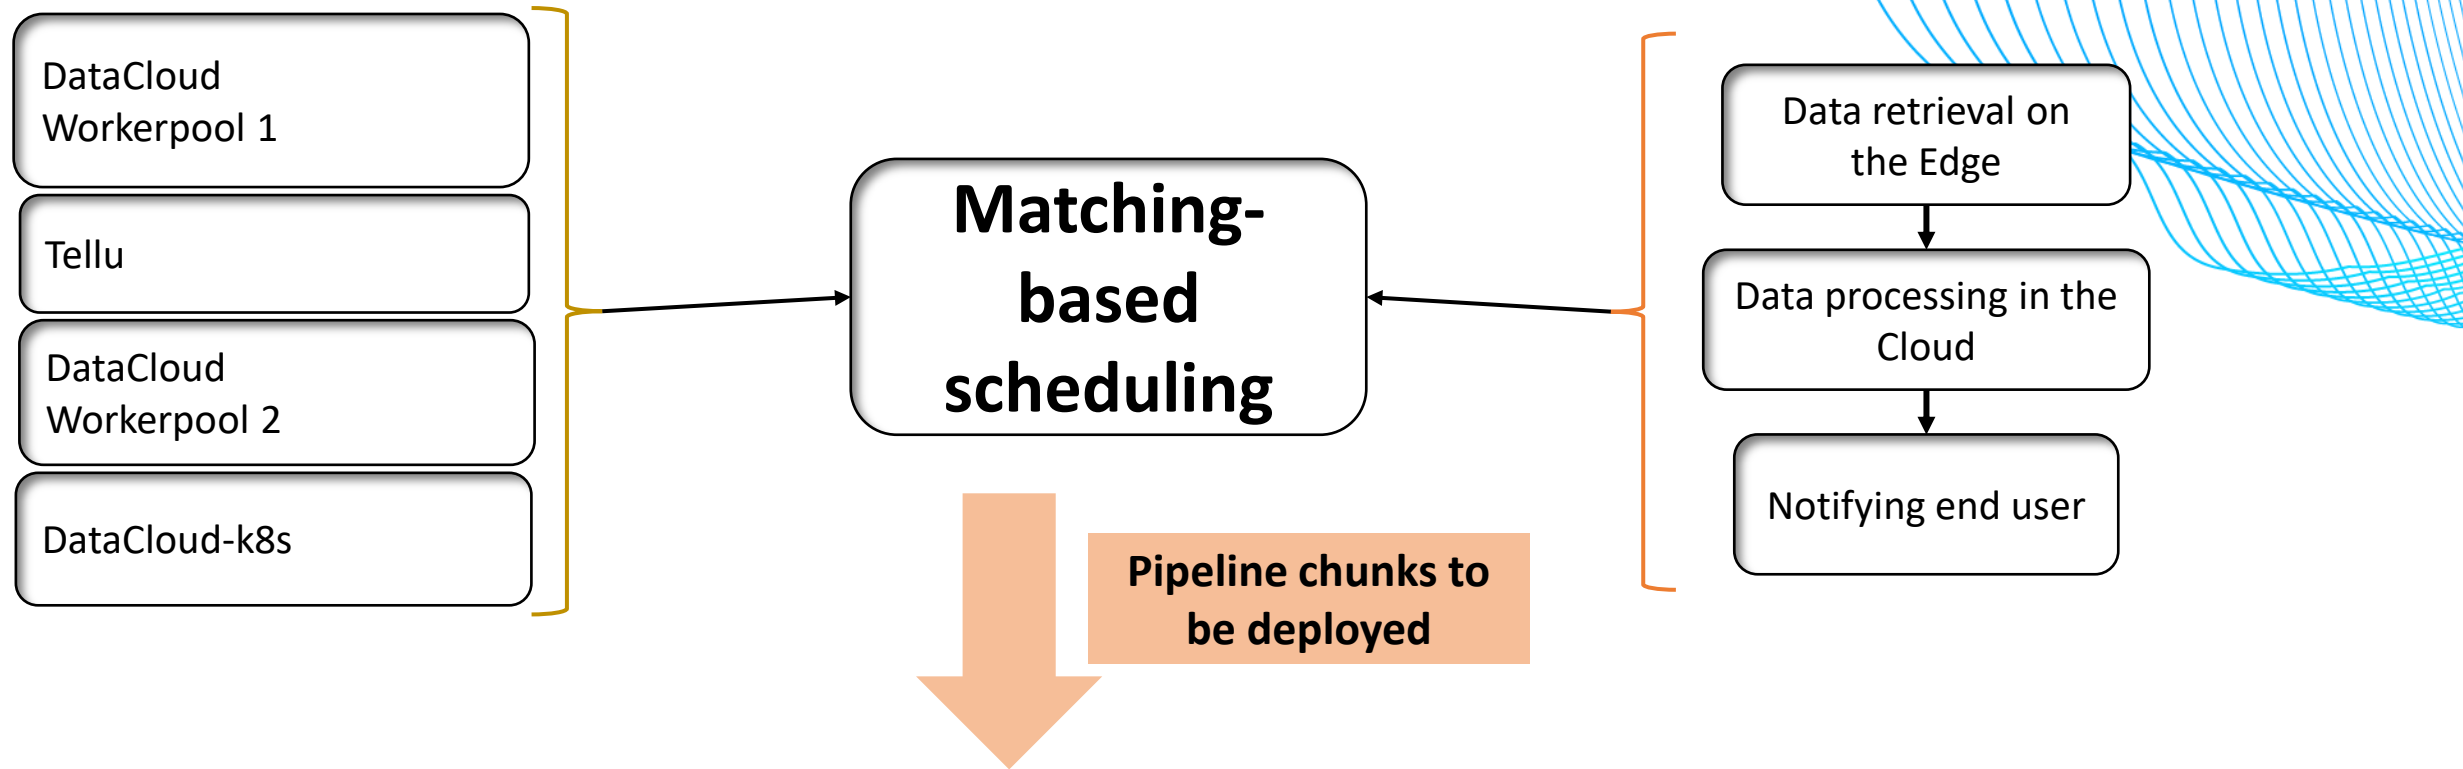 DataCloud
Workerpool 1
Tellu
DataCloud
Workerpool 2
DataCloud-k8s
Matching-
based
scheduling
Pipeline chunks to
be deployed
Data retrieval on
the Edge
Data processing in the
Cloud
Notifying end user